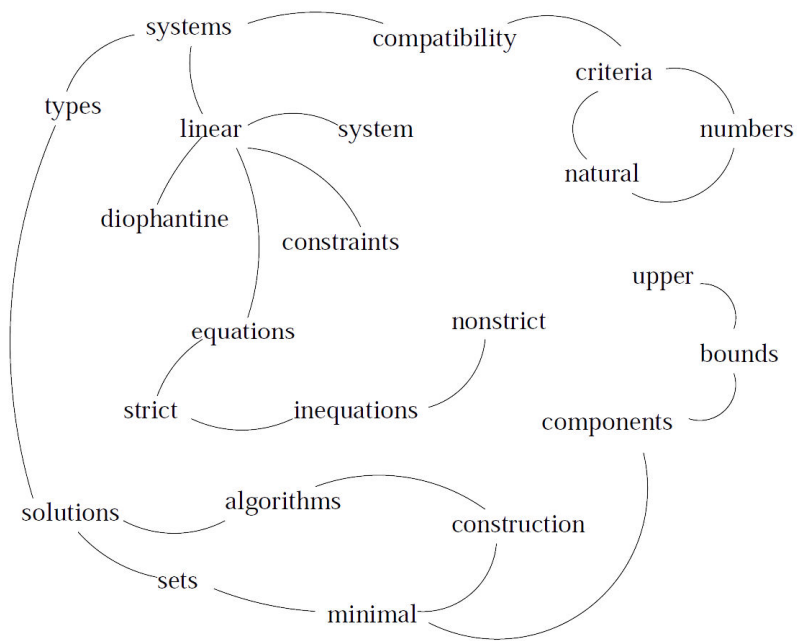 systems
compatibility
criteria
types
linear
system
numbers
natural
diophantine
constraints
upper
equations
nonstrict
bounds
strict
inequations
components
solutions
algorithms
construction
sets
minimal